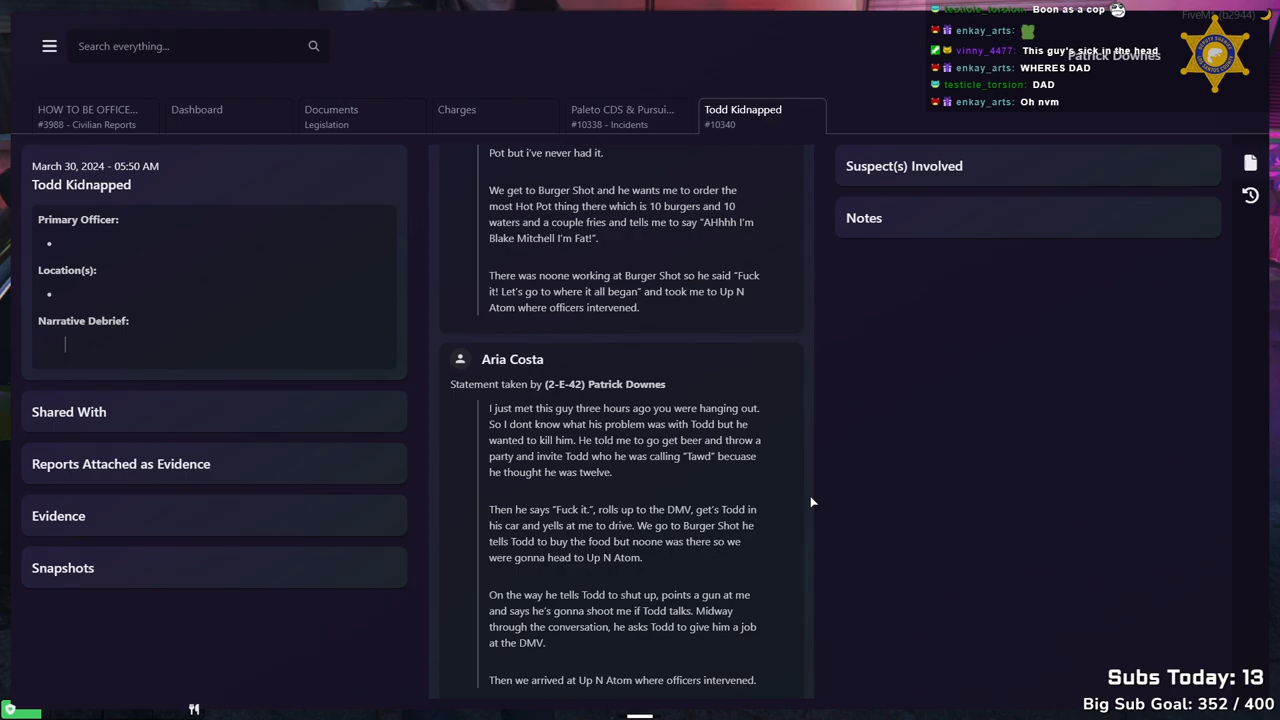 testicle_torsion: Boon as a cop
FiveM® (b2944)
enkay_arts:
vinny_4477: This guy's sick in the head
Patrick Downes
enkay_arts: WHERES DAD
testicle_torsion: DAD
enkay_arts: Oh nvm
Search everything...
HOW TO BE OFFICE...
#3988 - Civilian Reports
Dashboard
Documents
Legislation
Charges
Paleto CDS & Pursui...
#10338 - Incidents
Todd Kidnapped
#10340
March 30, 2024 - 05:50 AM
Todd Kidnapped
Primary Officer:
•
Location(s):
•
Narrative Debrief:
Shared With
Reports Attached as Evidence
Evidence
Snapshots
Pot but i've never had it.
We get to Burger Shot and he wants me to order the
most Hot Pot thing there which is 10 burgers and 10
waters and a couple fries and tells me to say "AHhhh I'm
Blake Mitchell I'm Fat!".
There was noone working at Burger Shot so he said "Fuck
it! Let's go to where it all began" and took me to Up N
Atom where officers intervened.
Aria Costa
Statement taken by (2-E-42) Patrick Downes
I just met this guy three hours ago you were hanging out.
So I dont know what his problem was with Todd but he
wanted to kill him. He told me to go get beer and throw a
party and invite Todd who he was calling "Tawd" becuase
he thought he was twelve.
Then he says "Fuck it.", rolls up to the DMV, get's Todd in
his car and yells at me to drive. We go to Burger Shot he
tells Todd to buy the food but noone was there so we
were gonna head to Up N Atom.
On the way he tells Todd to shut up, points a gun at me
and says he's gonna shoot me if Todd talks. Midway
through the conversation, he asks Todd to give him a job
at the DMV.
Then we arrived at Up N Atom where officers intervened.
Suspect(s) Involved
Notes
Subs Today: 13
Big Sub Goal: 352 / 400